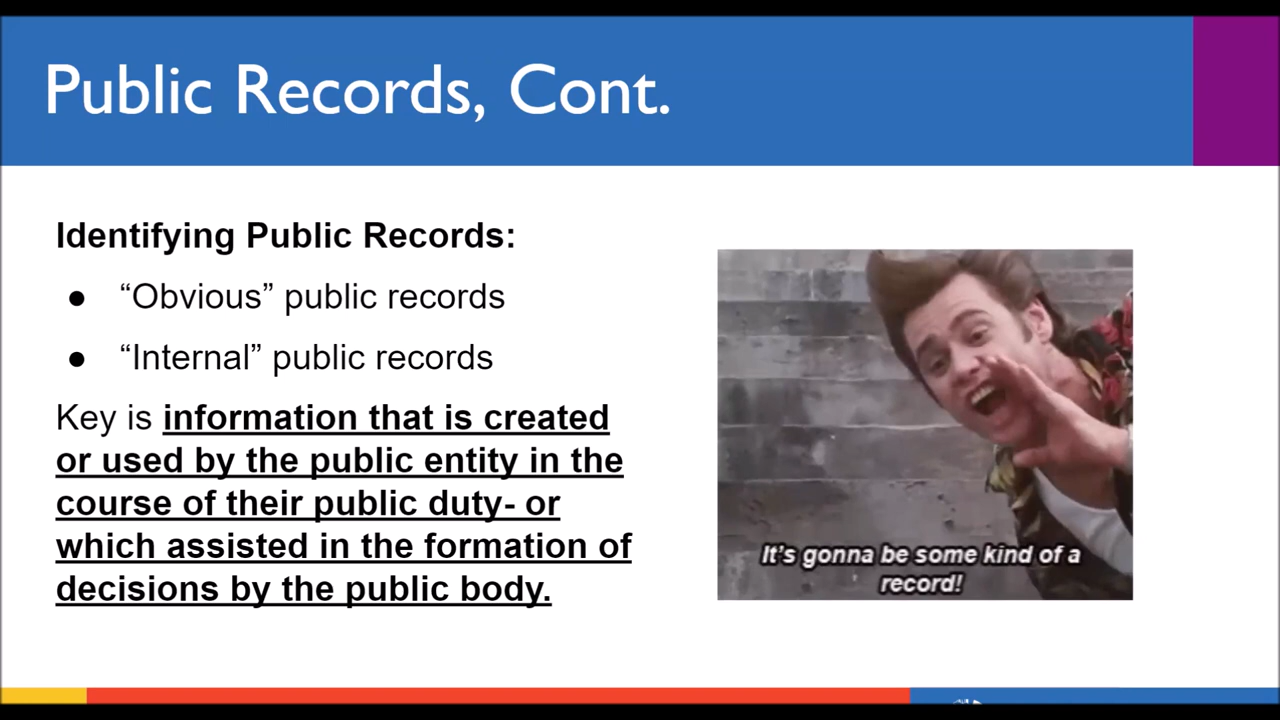 Public Records, Cont.
Identifying Public Records:
● “Obvious” public records
● “Internal” public records
Key is information that is created
or used by the public entity in the
course of their public duty- or
which assisted in the formation of
decisions by the public body.
It's gonna be some kind of a
record!